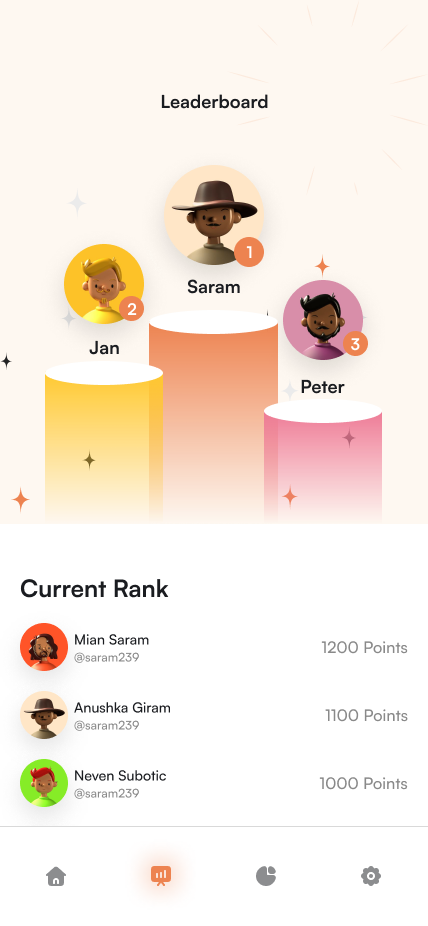 Leaderboard
1
Saram
2
Jan
3
Peter
Current Rank
Mian Saram
@saram239
1200 Points
Anushka Giram
@saram239
1100 Points
Neven Subotic
@saram239
1000 Points